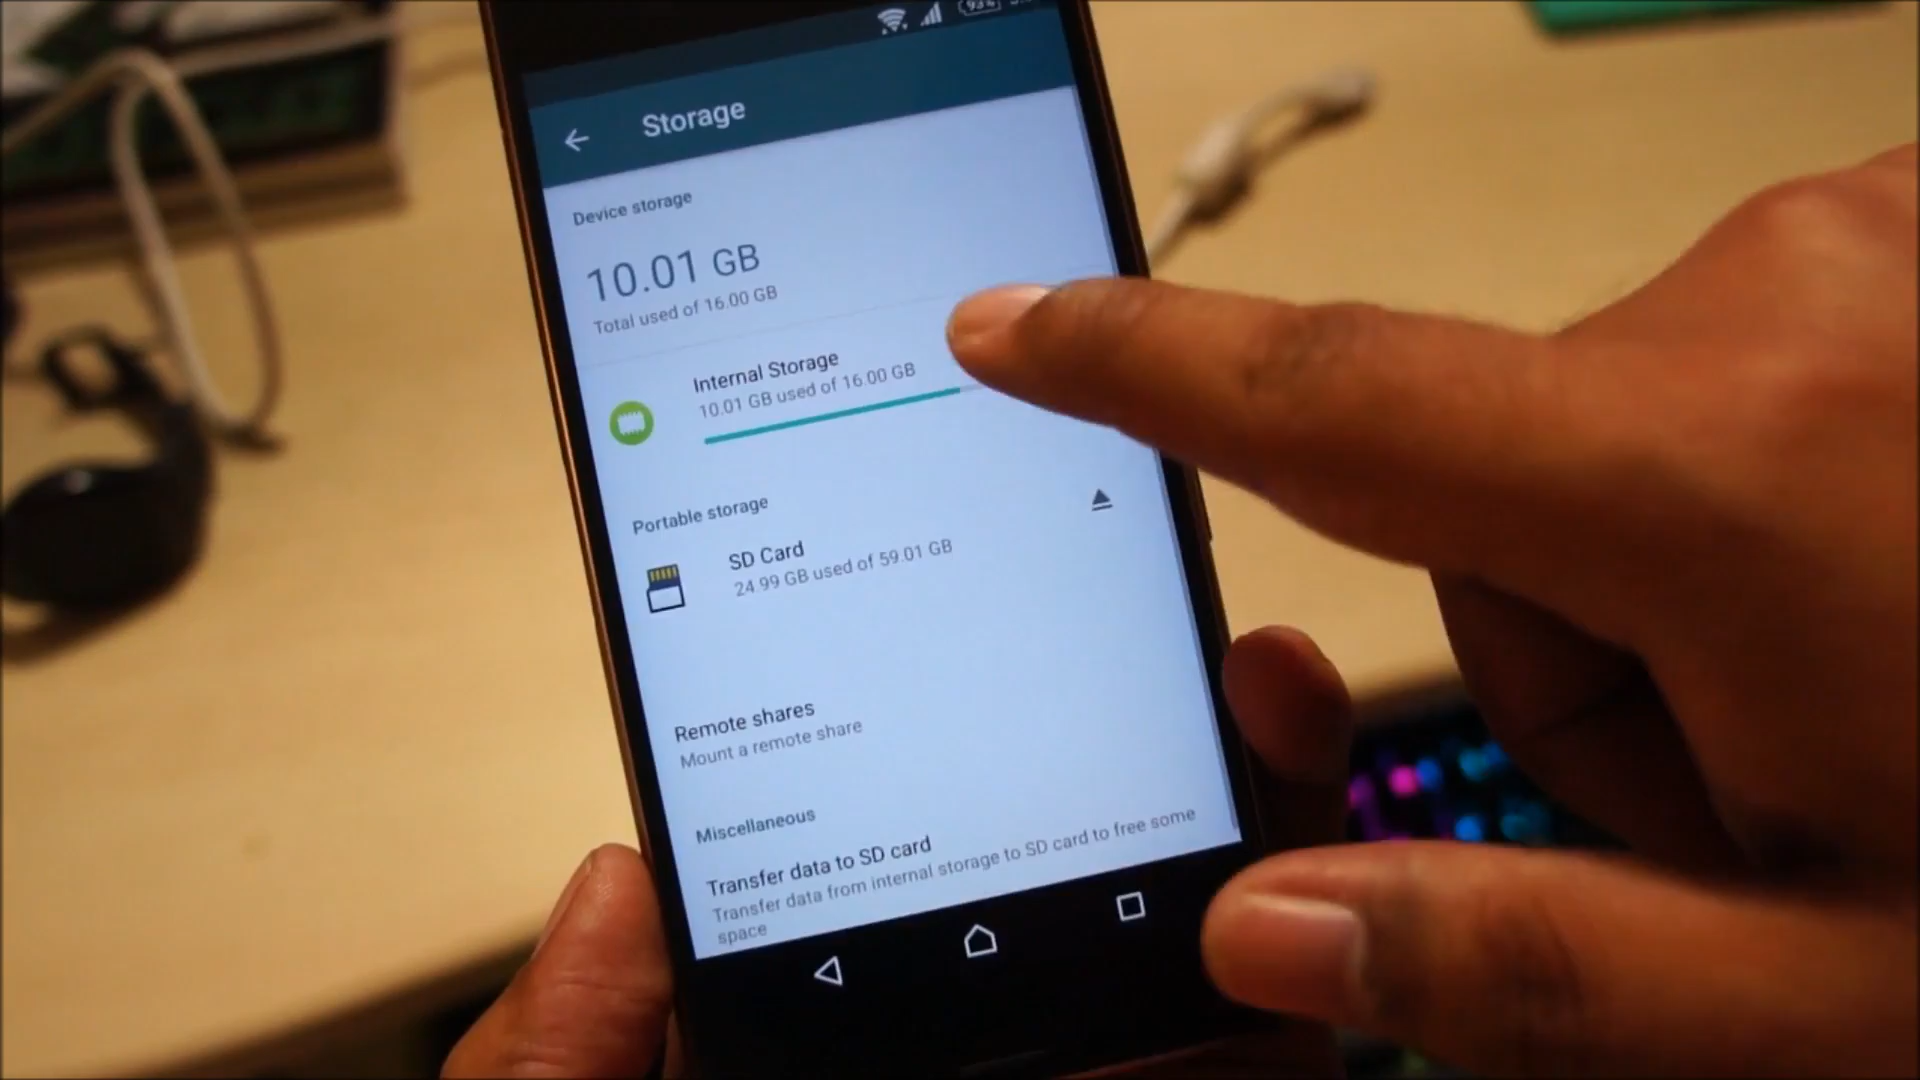 93%
Storage
Device storage
10.01 GB
Total used of 16.00 GB
Internal Storage
10.01 GB used of 16.00 GB
Portable storage
SD Card
24.99 GB used of 59.01 GB
Remote shares
Mount a remote share
Miscellaneous
Transfer data to SD card
Transfer data from internal storage to SD card to free some
space